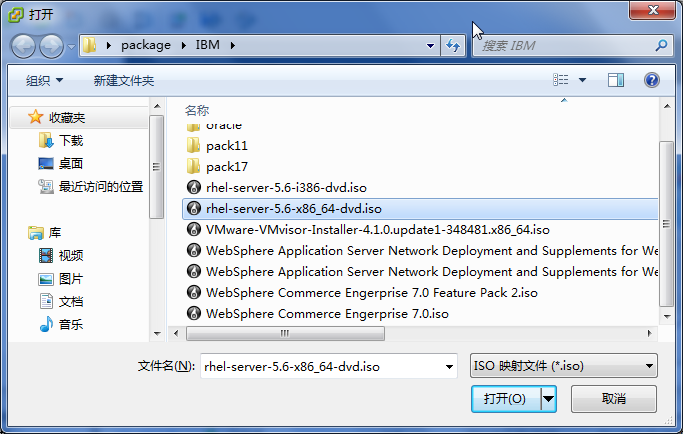 打开
package ▸ IBM ▸
搜索 IBM
组织 新建文件夹
收藏夹
下载
桌面
最近访问的位置
库
视频
图片
文档
音乐
名称
oracle
pack11
pack17
rhel-server-5.6-i386-dvd.iso
rhel-server-5.6-x86_64-dvd.iso
VMware-VMvisor-Installer-4.1.0.update1-348481.x86_64.iso
WebSphere Application Server Network Deployment and Supplements for We
WebSphere Application Server Network Deployment and Supplements for We
WebSphere Commerce Engerprise 7.0 Feature Pack 2.iso
WebSphere Commerce Engerprise 7.0.iso
文件名(N): rhel-server-5.6-x86_64-dvd.iso ISO 映射文件 (*.iso)
打开(O) 取消